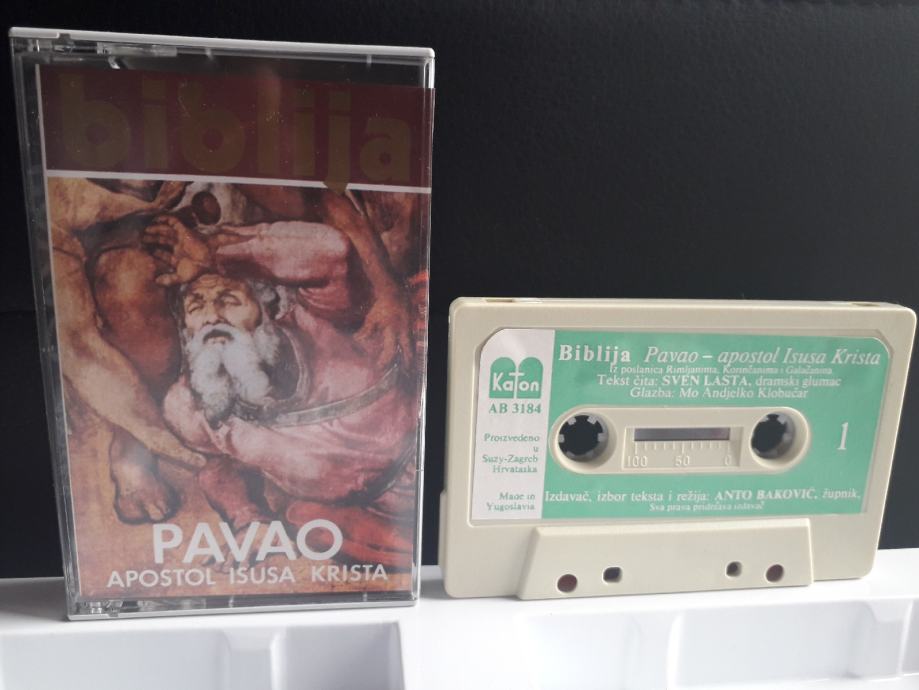 biblija
PAVAO
APOSTOL ISUSA KRISTA
Katon
AB 3184
Proizvedeno
u
Suzy-Zagreb
Hrvatska
Made in
Yugoslavia
Biblija Pavao – apostol Isusa Krista
Iz poslanica Rimljanima, Korinćanima i Galaćanima
Tekst čita: SVEN LASTA, dramski glumac
Glazba: Mo Andjelko Klobučar
1
100 50 0
Izdavač, izbor teksta i režija: ANTO BAKOVIĆ, župnik,
Sva prava pridržava izdavač